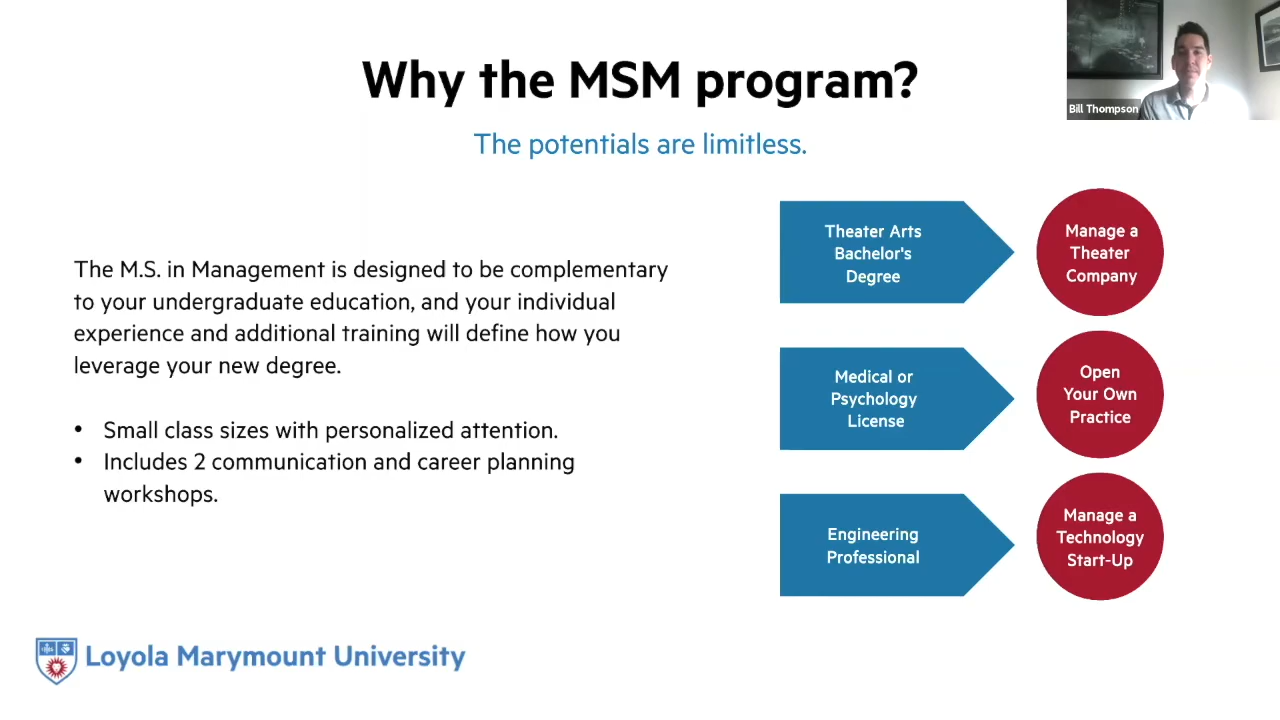 Why the MSM program?
The potentials are limitless.
Bill Thompson
The M.S. in Management is designed to be complementary
to your undergraduate education, and your individual
experience and additional training will define how you
leverage your new degree.
• Small class sizes with personalized attention.
• Includes 2 communication and career planning
workshops.
Theater Arts
Bachelor's
Degree
Manage a
Theater
Company
Medical or
Psychology
License
Open
Your Own
Practice
Engineering
Professional
Manage a
Technology
Start-Up
Loyola Marymount University